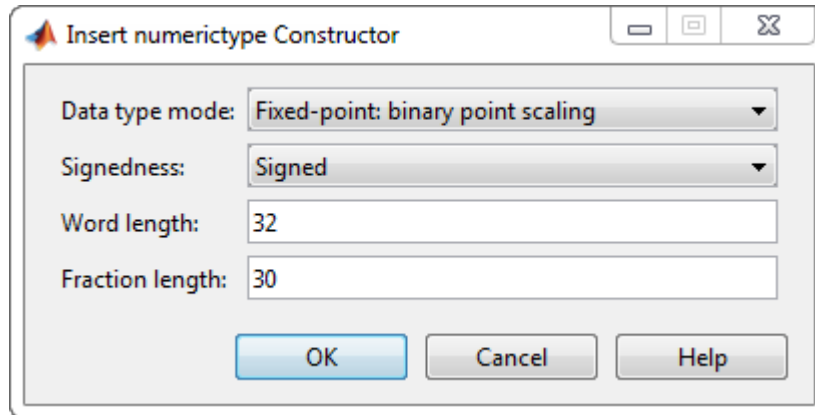 Insert numerictype Constructor
Data type mode: Fixed-point: binary point scaling
Signedness: Signed
Word length: 32
Fraction length: 30
OK Cancel Help